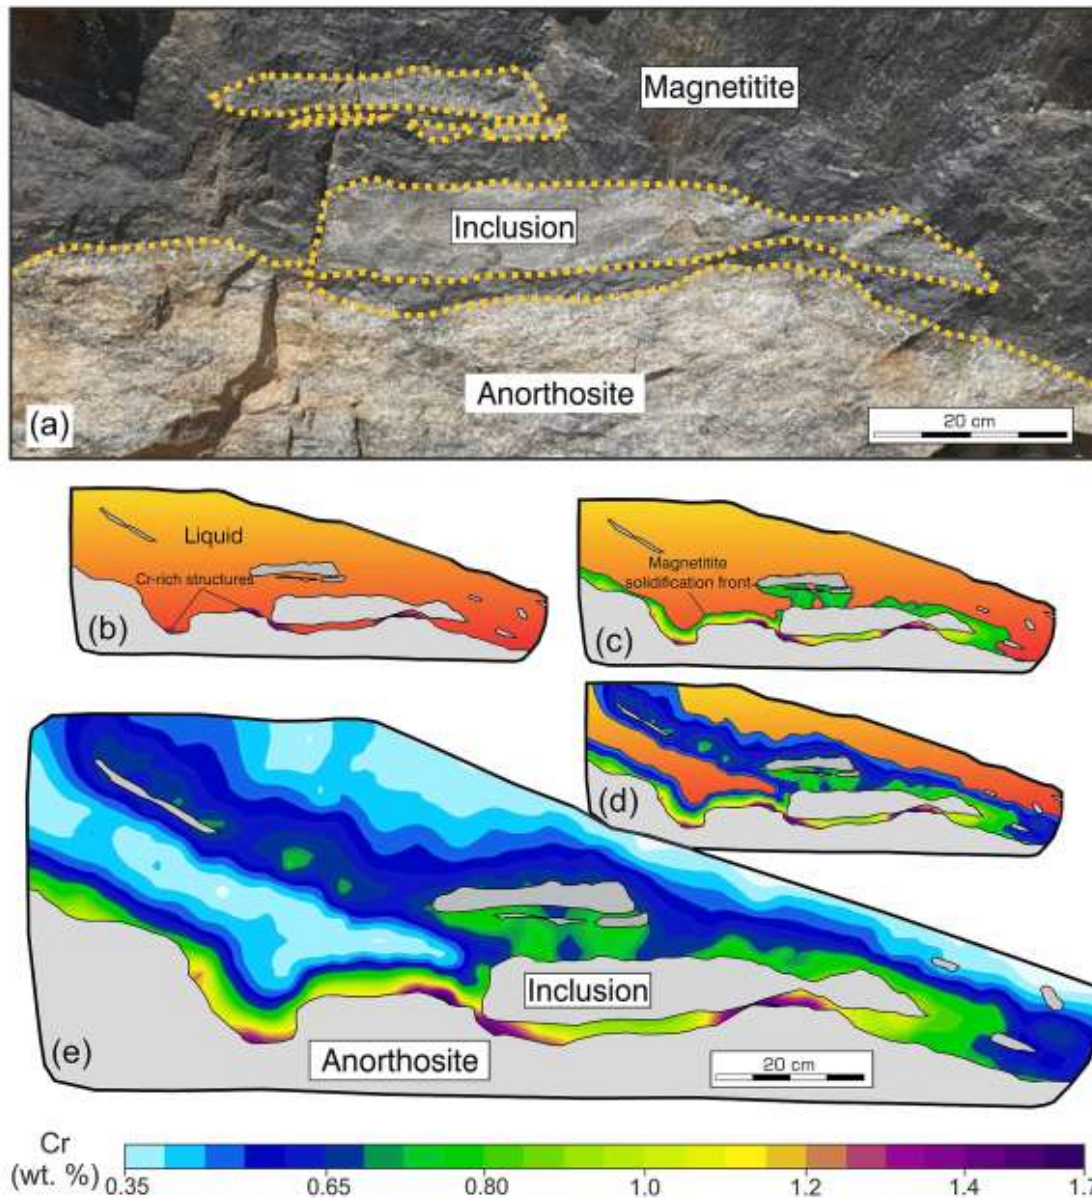 Magnetitite
Inclusion
Anorthosite
(a)
20 cm
Liquid
Cr-rich structures
(b)
Magnetitite
solidification front
(c)
(d)
Inclusion
(e)
Anorthosite
20 cm
Cr
(wt. %)
0.35 0.65 0.80 1.0 1.2 1.4